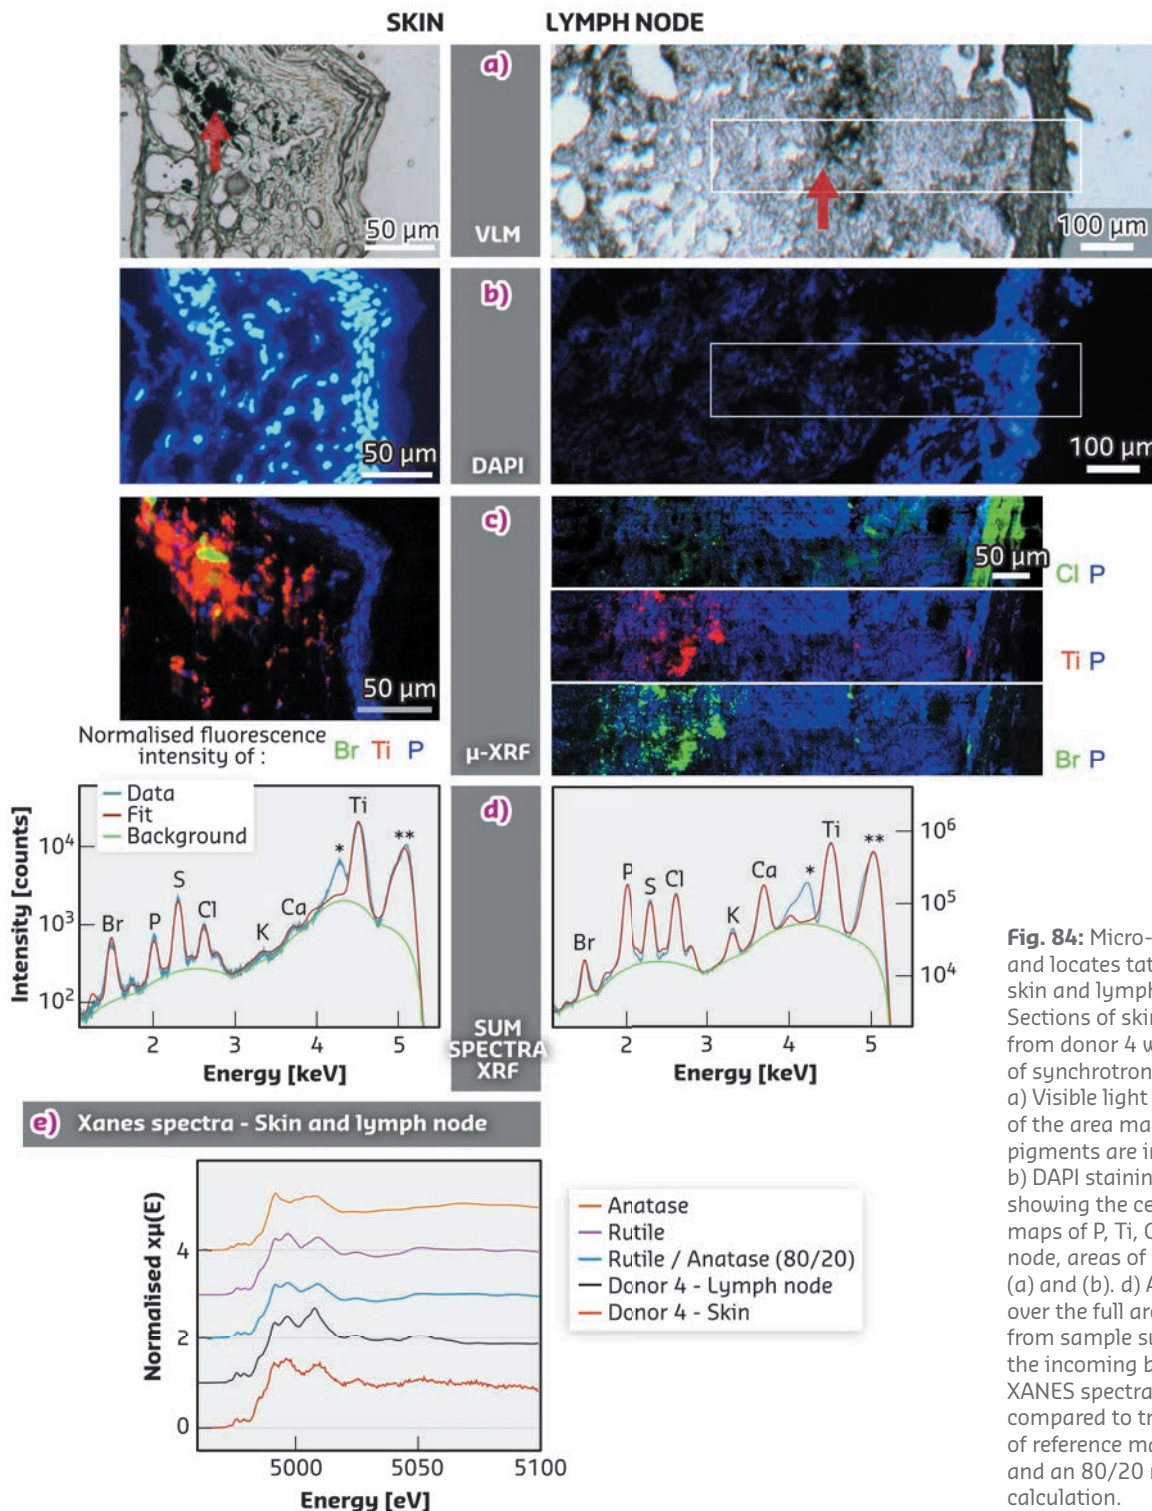 SKIN LYMPH NODE
a)
VLM
50 µm
100 µm
b)
DAPI
50 µm
100 µm
c)
µ-XRF
50 µm
50 µm
Cl P
Ti P
Br P
Normalised fluorescence
intensity of : Br Ti P
d)
SUM
SPECTRA
XRF
Data
Fit
Background
Intensity [counts]
10⁴
10³
10²
Br P S Cl K Ca * Ti **
2 3 4 5
Energy [keV]
Br P S Cl K Ca * Ti **
10⁶
10⁵
10⁴
2 3 4 5
Energy [keV]
e) Xanes spectra - Skin and lymph node
Normalised xµ(E)
4
2
0
5000 5050 5100
Energy [eV]
Anatase
Rutile
Rutile / Anatase (80/20)
Donor 4 - Lymph node
Donor 4 - Skin
Fig. 84: Micro-
and locates tat
skin and lymph
Sections of skin
from donor 4 w
of synchrotron
a) Visible light
of the area ma
pigments are i
b) DAPI stainin
showing the ce
maps of P, Ti, C
node, areas of
(a) and (b). d) A
over the full are
from sample su
the incoming b
XANES spectra
compared to tr
of reference ma
and an 80/20 r
calculation.